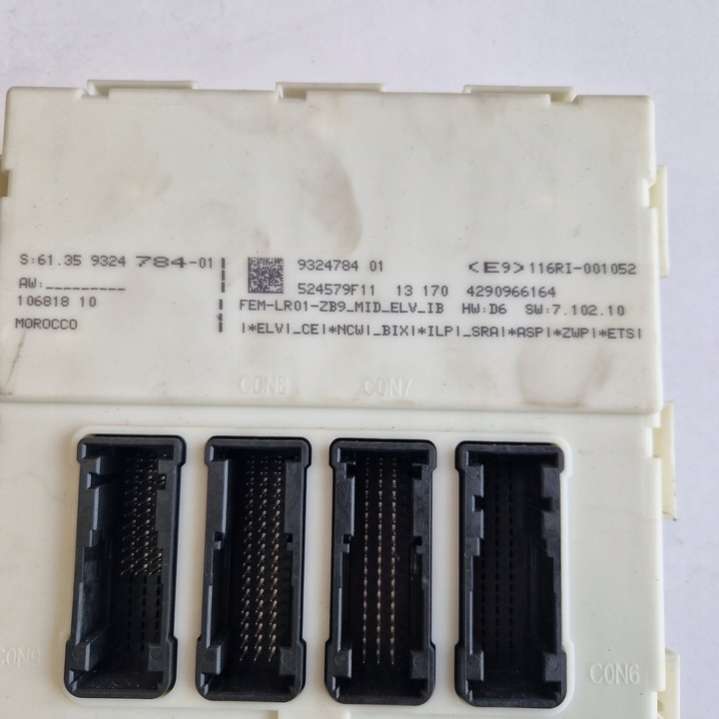 S:61.35 9324 784-01
AW:_________
106818 10
MOROCCO
9324784 01 <E9>116RI-001052
524579F11 13 170 4290966164
FEM-LR01-ZB9_MID_ELV_IB HW:D6 SW:7.102.10
|*ELV|_CE|*NCW|_BIX|*ILP|_SRA|*ASP|*ZWP|*ETS|
CON7
CON6